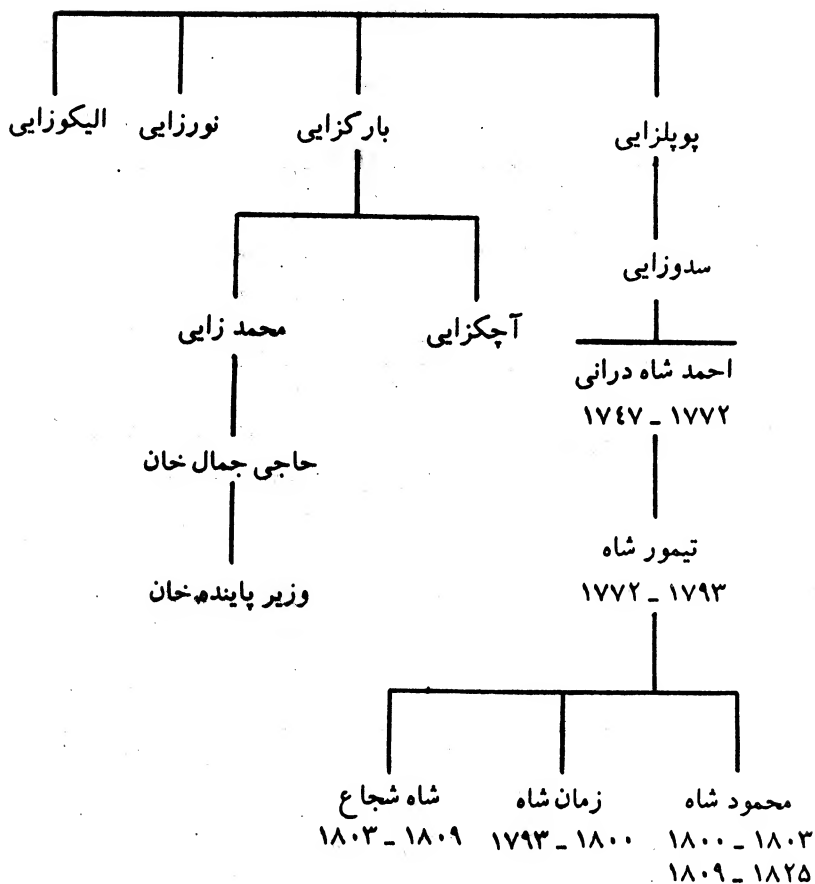 پوپلزایی
بارکزایی
نورزایی
الیکوزایی
سدوزایی
آچکزایی
محمد زایی
احمد شاه درانی
۱۷٤۷ ـ ۱۷۷۲
حاجی جمال خان
تیمور شاه
۱۷۷۲ ـ ۱۷۹۳
وزیر پاینده خان
محمود شاه
۱۸۰۰ ـ ۱۸۰۳
۱۸۰۹ ـ ۱۸۲۵
زمان شاه
۱۷۹۳ ـ ۱۸۰۰
شاه شجاع
۱۸۰۳ ـ ۱۸۰۹